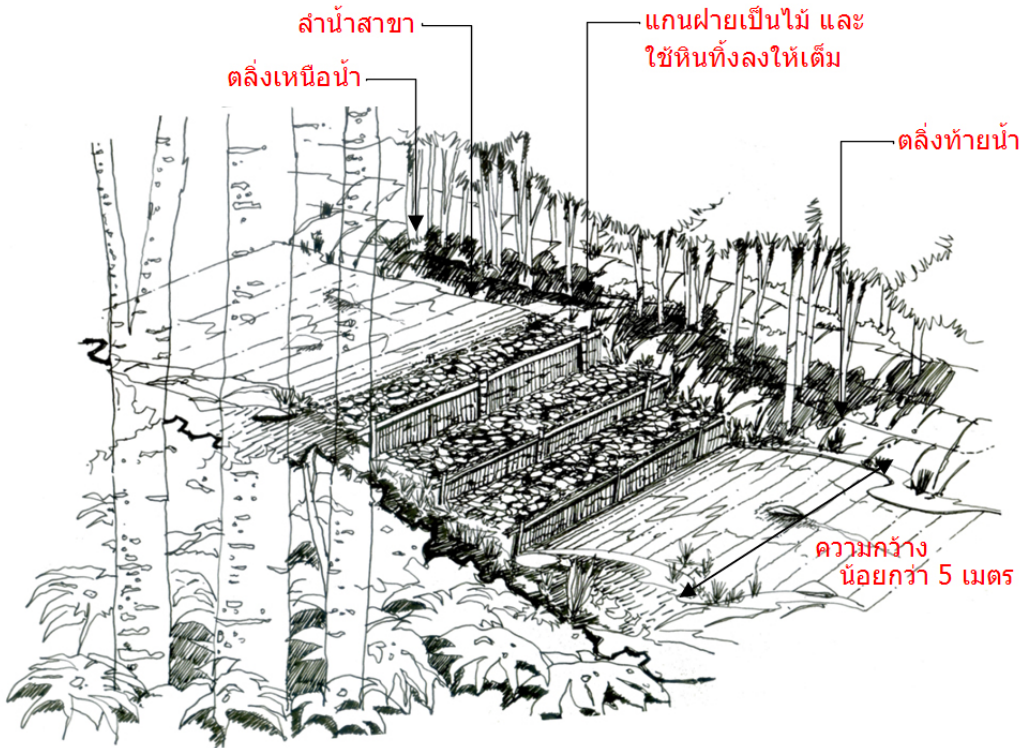 ลำน้ำสาขา
แกนฝายเป็นไม้ และ
ใช้หินทิ้งลงให้เต็ม
ตลิ่งเหนือน้ำ
ตลิ่งท้ายน้ำ
ความกว้าง
น้อยกว่า 5 เมตร